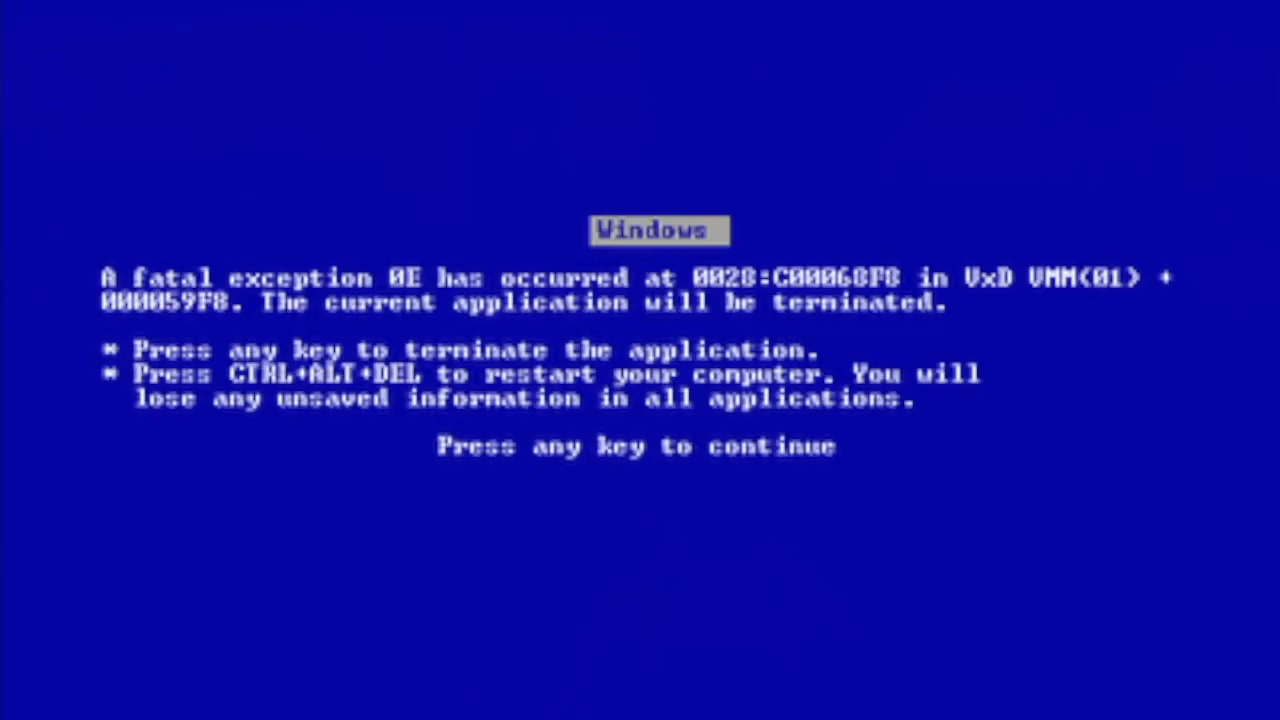 Windows
A fatal exception 0E has occurred at 0028:C00068F8 in VxD VMM(01) +
000059F8. The current application will be terminated.
* Press any key to terminate the application.
* Press CTRL+ALT+DEL to restart your computer. You will
lose any unsaved information in all applications.
Press any key to continue